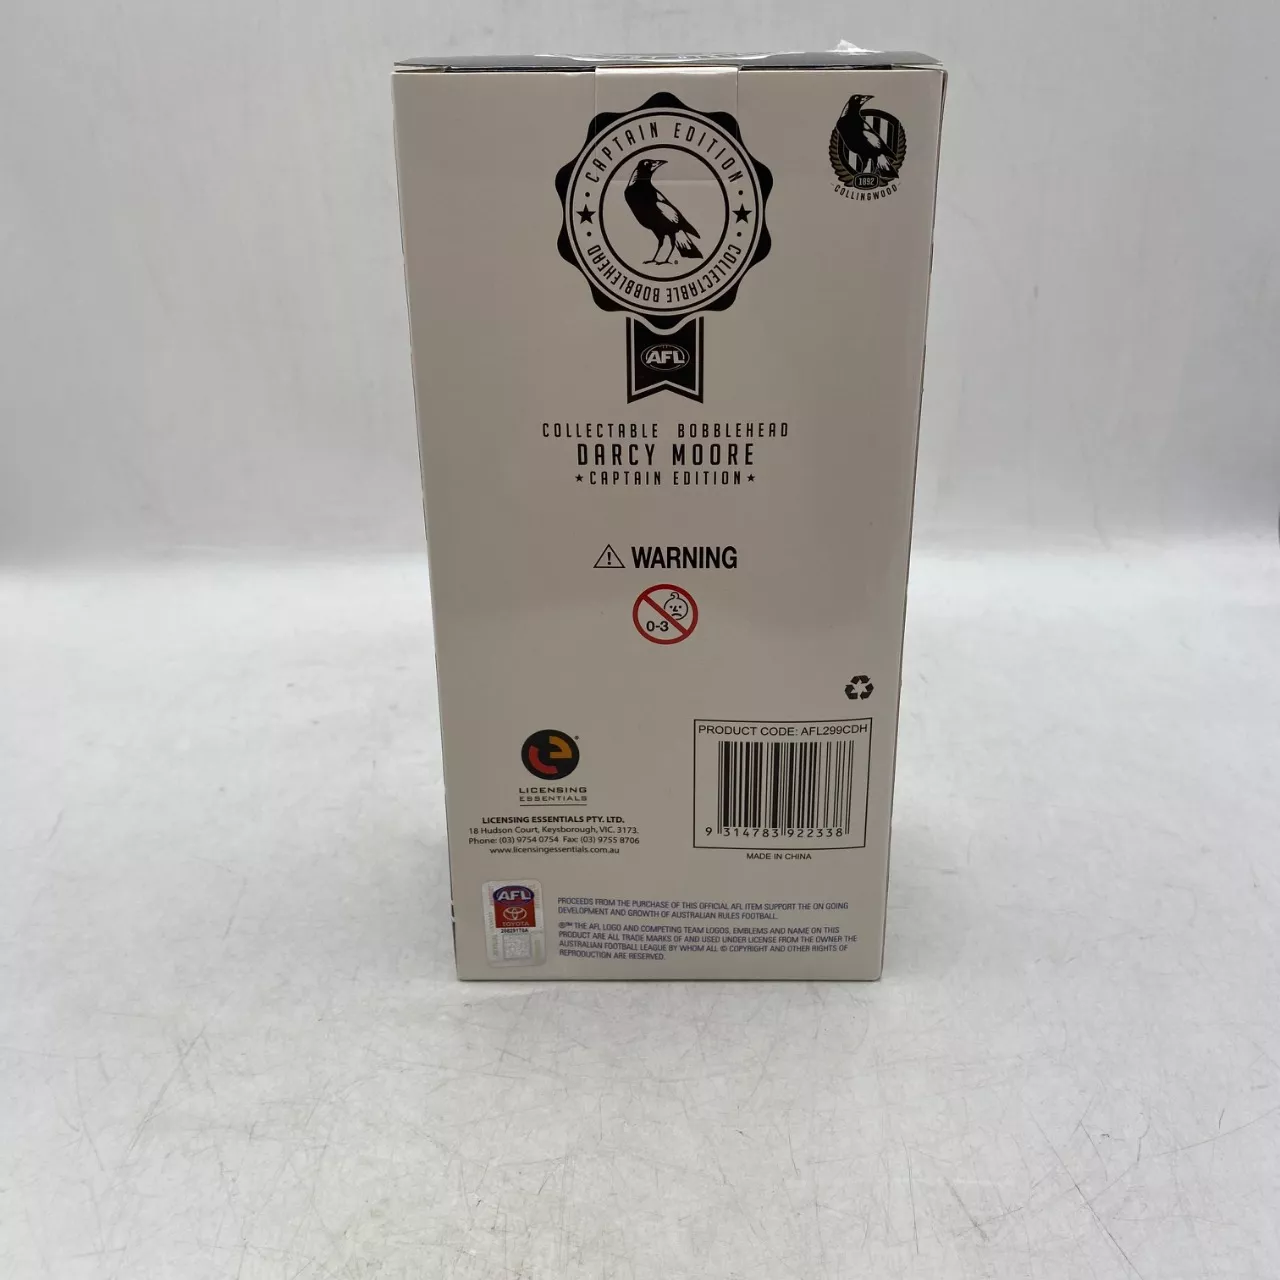 CAPTAIN EDITION
COLLECTABLE BOBBLEHEAD
1892
COLLINGWOOD
AFL
COLLECTABLE BOBBLEHEAD
DARCY MOORE
★ CAPTAIN EDITION ★
⚠ WARNING
0-3
PRODUCT CODE: AFL299CDH
9 314783 922338
MADE IN CHINA
LICENSING
ESSENTIALS
LICENSING ESSENTIALS PTY. LTD.
18 Hudson Court, Keysborough, VIC. 3173.
Phone: (03) 9754 0754 Fax: (03) 9755 8706
www.licensingessentials.com.au
AFL
TOYOTA
PROCEEDS FROM THE PURCHASE OF THIS OFFICIAL AFL ITEM SUPPORT THE ON GOING
DEVELOPMENT AND GROWTH OF AUSTRALIAN RULES FOOTBALL.
®™ THE AFL LOGO AND COMPETING TEAM LOGOS, EMBLEMS AND NAME ON THIS
PRODUCT ARE ALL TRADE MARKS OF AND USED UNDER LICENSE FROM THE OWNER THE
AUSTRALIAN FOOTBALL LEAGUE BY WHOM ALL © COPYRIGHT AND OTHER RIGHTS OF
REPRODUCTION ARE RESERVED.